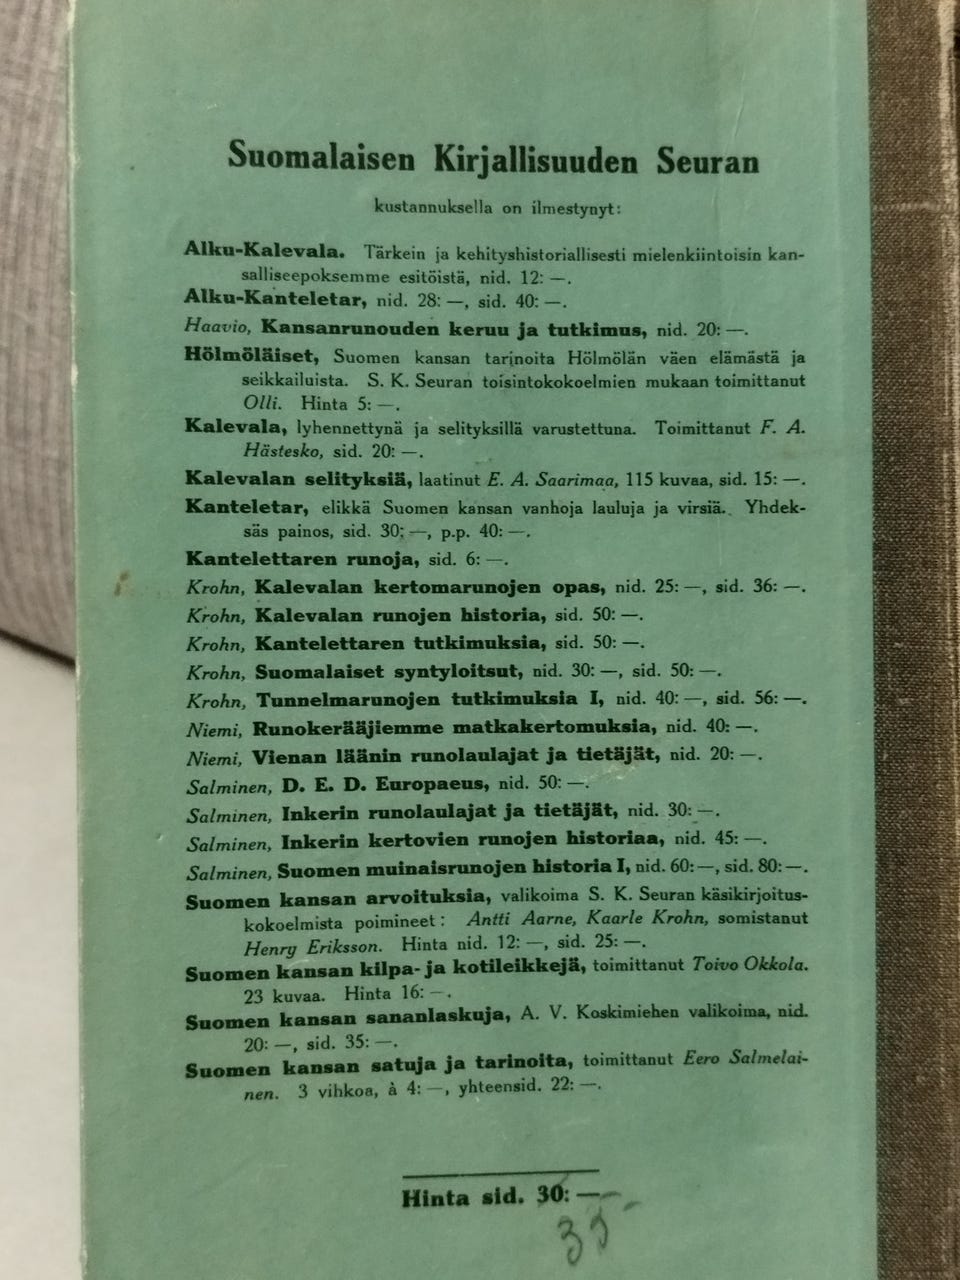 Suomalaisen Kirjallisuuden Seuran
kustannuksella on ilmestynyt:
Alku-Kalevala. Tärkein ja kehityshistoriallisesti mielenkiintoisin kan-
salliseepoksemme esitöistä, nid. 12: —.
Alku-Kanteletar, nid. 28: —, sid. 40: —.
Haavio, Kansanrunouden keruu ja tutkimus, nid. 20: —.
Hölmöläiset, Suomen kansan tarinoita Hölmölän väen elämästä ja
seikkailuista. S. K. Seuran toisintokokoelmien mukaan toimittanut
Olli. Hinta 5: —.
Kalevala, lyhennettynä ja selityksillä varustettuna. Toimittanut F. A.
Hästesko, sid. 20: —.
Kalevalan selityksiä, laatinut E. A. Saarimaa, 115 kuvaa, sid. 15: —.
Kanteletar, elikkä Suomen kansan vanhoja lauluja ja virsiä. Yhdek-
säs painos, sid. 30: —, p.p. 40: —.
Kantelettaren runoja, sid. 6: —.
Krohn, Kalevalan kertomarunojen opas, nid. 25: —, sid. 36: —.
Krohn, Kalevalan runojen historia, sid. 50: —.
Krohn, Kantelettaren tutkimuksia, sid. 50: —.
Krohn, Suomalaiset syntyloitsut, nid. 30: —, sid. 50: —.
Krohn, Tunnelmarunojen tutkimuksia I, nid. 40: —, sid. 56: —.
Niemi, Runokerääjiemme matkakertomuksia, nid. 40: —.
Niemi, Vienan läänin runolaulajat ja tietäjät, nid. 20: —.
Salminen, D. E. D. Europaeus, nid. 50: —.
Salminen, Inkerin runolaulajat ja tietäjät, nid. 30: —.
Salminen, Inkerin kertovien runojen historiaa, nid. 45: —.
Salminen, Suomen muinaisrunojen historia I, nid. 60: —, sid. 80: —.
Suomen kansan arvoituksia, valikoima S. K. Seuran käsikirjoitus-
kokoelmista poimineet: Antti Aarne, Kaarle Krohn, somistanut
Henry Eriksson. Hinta nid. 12: —, sid. 25: —.
Suomen kansan kilpa- ja kotileikkejä, toimittanut Toivo Okkola.
23 kuvaa. Hinta 16: —.
Suomen kansan sananlaskuja, A. V. Koskimiehen valikoima, nid.
20: —, sid. 35: —.
Suomen kansan satuja ja tarinoita, toimittanut Eero Salmelai-
nen. 3 vihkoa, à 4: —, yhteensid. 22: —.
Hinta sid. 30: —
35-